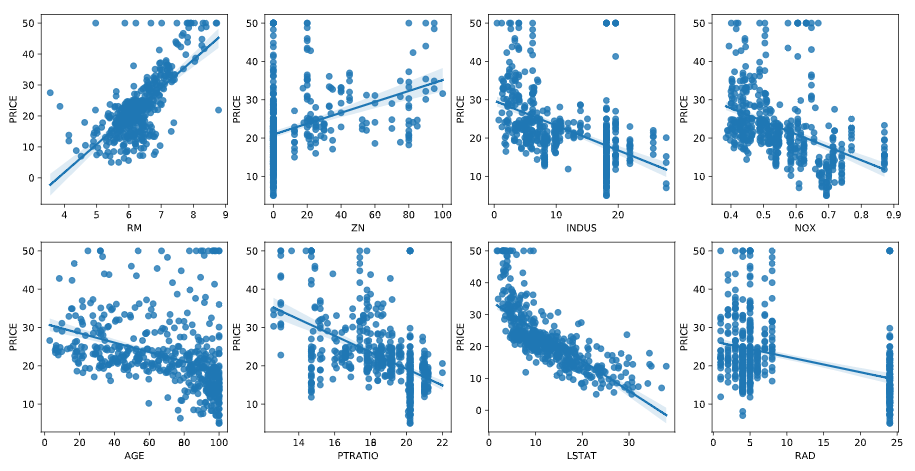 50
40
30
20
10
0
PRICE
4 5 6 7 8 9
RM
50
40
30
20
10
PRICE
0 20 40 60 80 100
ZN
50
40
30
20
10
PRICE
0 10 20
INDUS
50
40
30
20
10
PRICE
0.4 0.5 0.6 0.7 0.8 0.9
NOX
50
40
30
20
10
PRICE
0 20 40 60 80 100
AGE
50
40
30
20
10
PRICE
14 16 18 20 22
PTRATIO
50
40
30
20
10
0
PRICE
0 10 20 30
LSTAT
50
40
30
20
10
PRICE
0 5 10 15 20 25
RAD